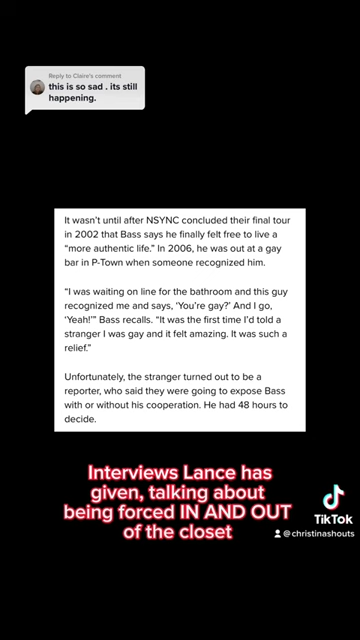 Reply to Claire's comment
this is so sad . its still
happening.
It wasn't until after NSYNC concluded their final tour
in 2002 that Bass says he finally felt free to live a
"more authentic life." In 2006, he was out at a gay
bar in P-Town when someone recognized him.
"I was waiting on line for the bathroom and this guy
recognized me and says, 'You're gay?' And I go,
'Yeah!'" Bass recalls. "It was the first time I'd told a
stranger I was gay and it felt amazing. It was such a
relief."
Unfortunately, the stranger turned out to be a
reporter, who said they were going to expose Bass
with or without his cooperation. He had 48 hours to
decide.
Interviews Lance has
given, talking about
being forced IN AND OUT
of the closet
TikTok
@christinashouts